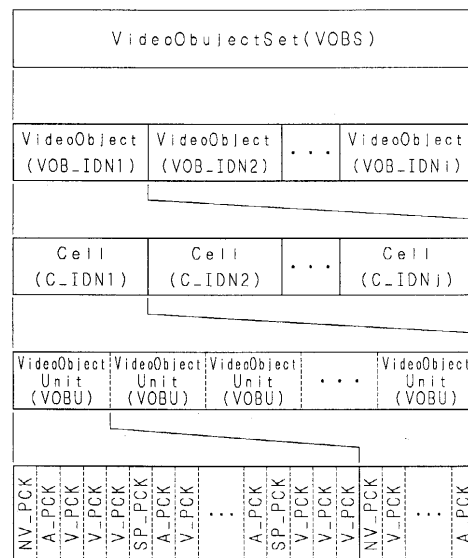 VideoObujectSet(VOBS)
VideoObject VideoObject VideoObject
(VOB_IDN1) (VOB_IDN2) ... (VOB_IDNi)
Cell Cell Cell
(C_IDN1) (C_IDN2) ... (C_IDNj)
VideoObject VideoObject VideoObject VideoObject
Unit Unit Unit ... Unit
(VOBU) (VOBU) (VOBU) (VOBU)
NV_PCK A_PCK V_PCK V_PCK V_PCK SP_PCK A_PCK V_PCK ... A_PCK SP_PCK V_PCK V_PCK NV_PCK V_PCK ... A_PCK